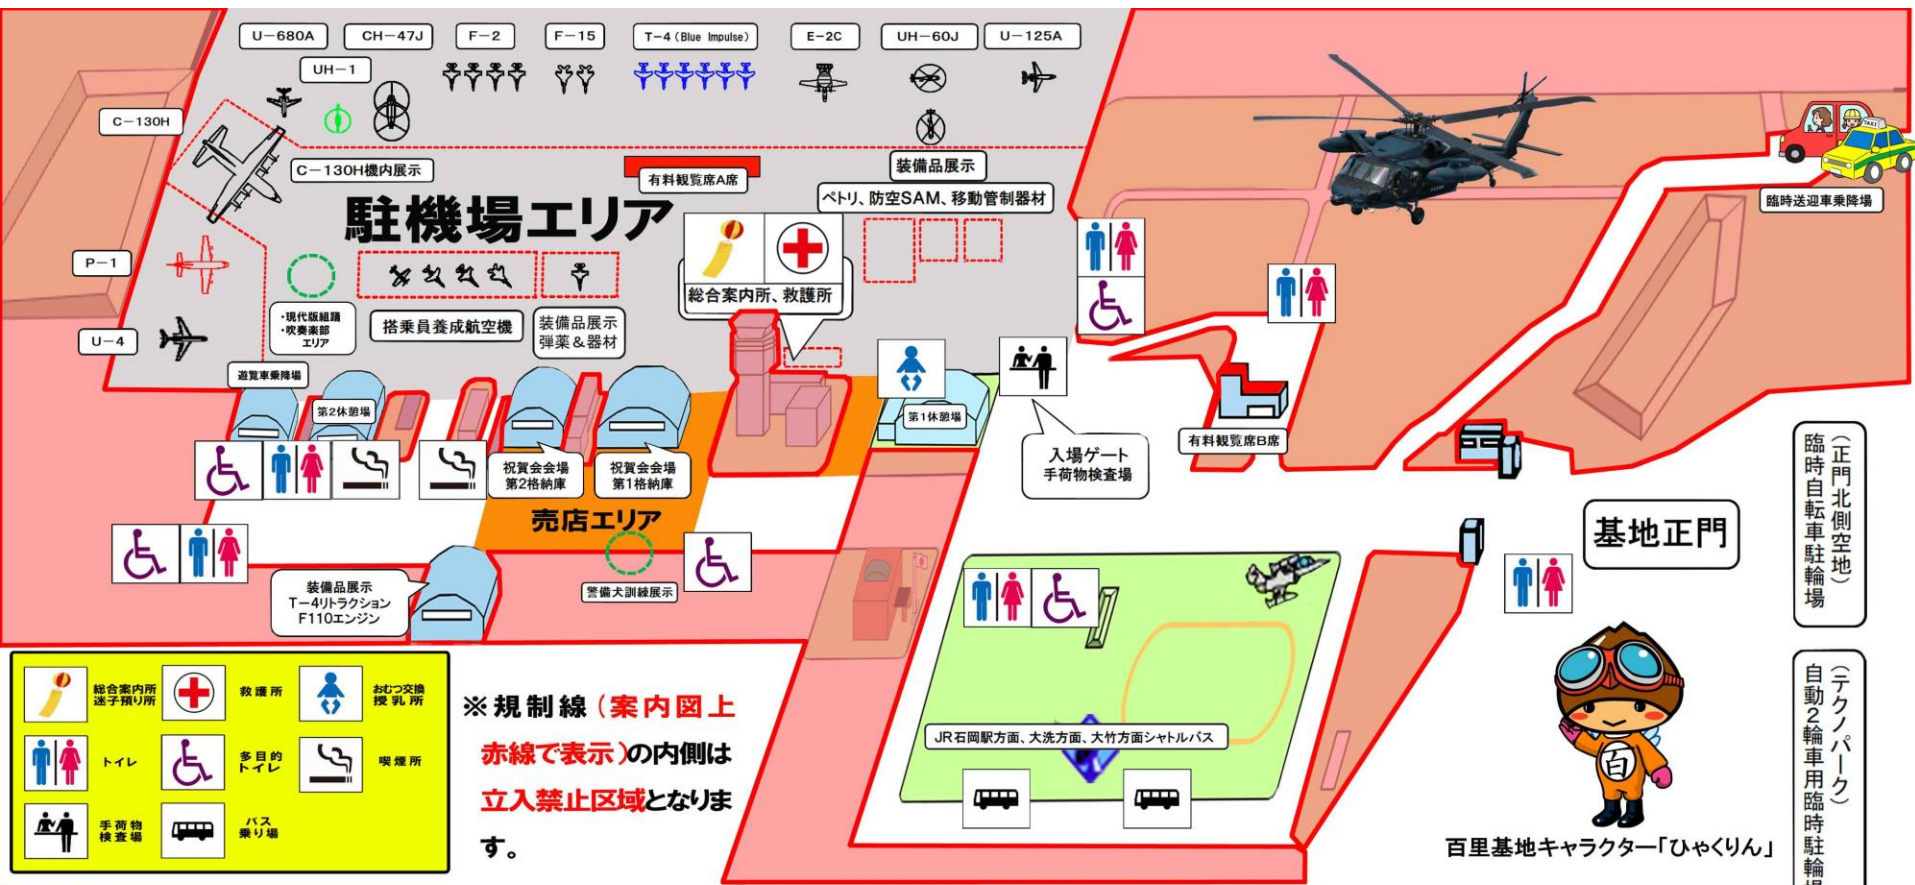 U-680A
CH-47J
F-2
F-15
T-4 (Blue Impulse)
E-2C
UH-60J
U-125A
UH-1
C-130H
C-130H機内展示
有料観覧席A席
装備品展示
ペトリ、防空SAM、移動管制器材
駐機場エリア
臨時送迎車乗降場
TAXI
P-1
総合案内所、救護所
・現代版組踊
・吹奏楽部
エリア
搭乗員養成航空機
装備品展示
弾薬&器材
U-4
遊覧車乗降場
第2休憩場
第1休憩場
有料観覧席B席
入場ゲート
手荷物検査場
祝賀会会場
第2格納庫
祝賀会会場
第1格納庫
売店エリア
基地正門
(正門北側空地)
臨時自転車駐輪場
装備品展示
T-4リトラクション
F110エンジン
警備犬訓練展示
(テクノパーク)
自動2輪車用臨時駐輪場
総合案内所
迷子預り所
救護所
おむつ交換
授乳所
トイレ
多目的
トイレ
喫煙所
手荷物
検査場
バス
乗り場
※規制線(案内図上
赤線で表示)の内側は
立入禁止区域となりま
す。
JR石岡駅方面、大洗方面、大竹方面シャトルバス
百
百里基地キャラクター「ひゃくりん」